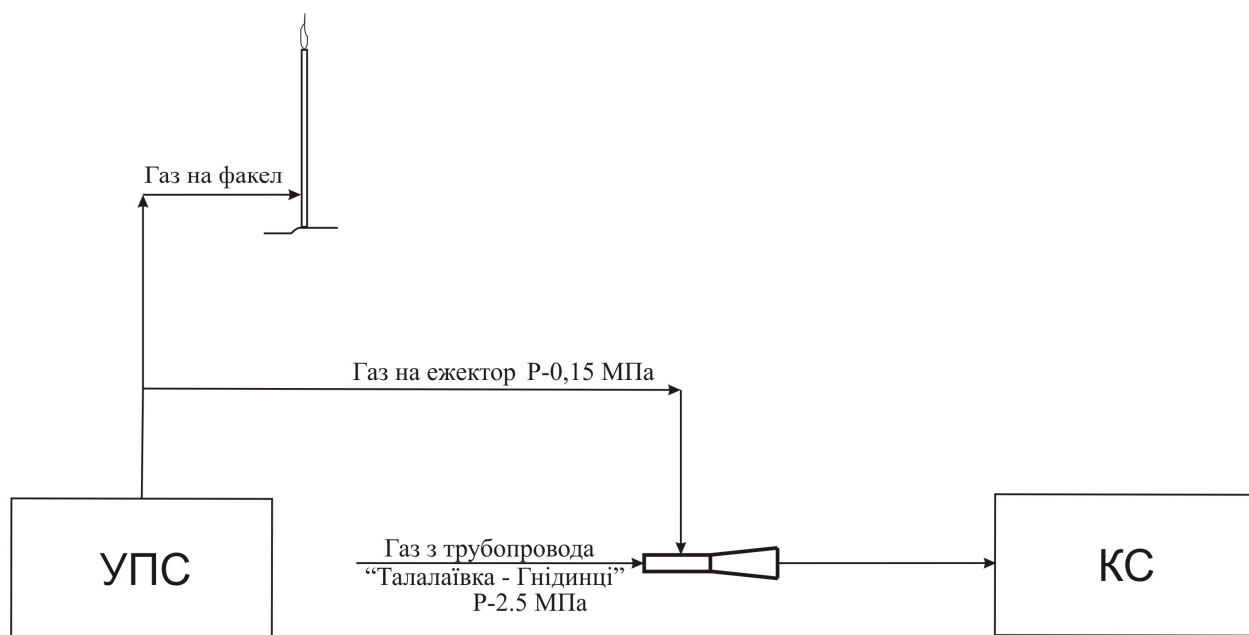 Газ на факел
Газ на ежектор Р-0,15 МПа
УПС
Газ з трубопровода
“Талалаївка - Гнідинці”
Р-2.5 МПа
КС